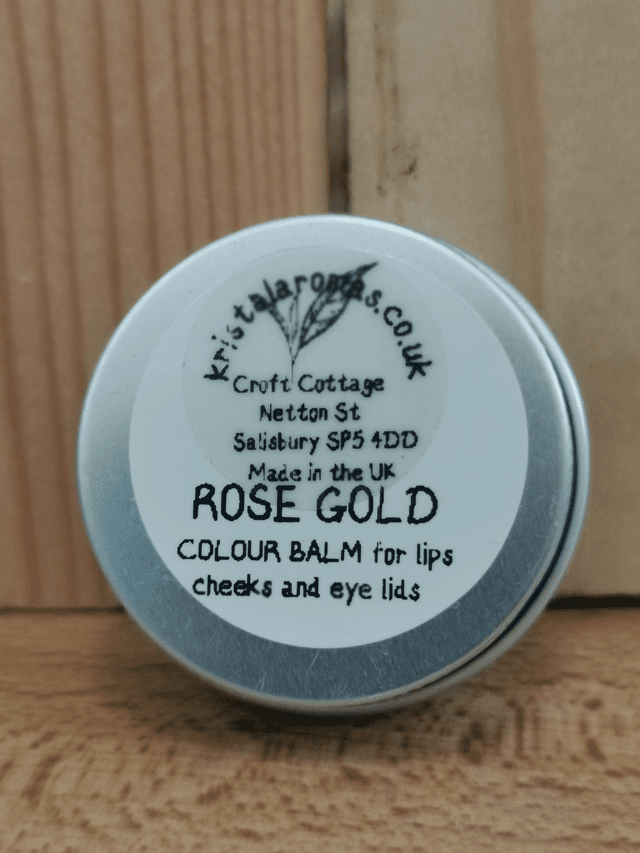 kristalaromas.co.uk
Croft Cottage
Netton St
Salisbury SP5 4DD
Made in the UK
ROSE GOLD
COLOUR BALM for lips
cheeks and eye lids